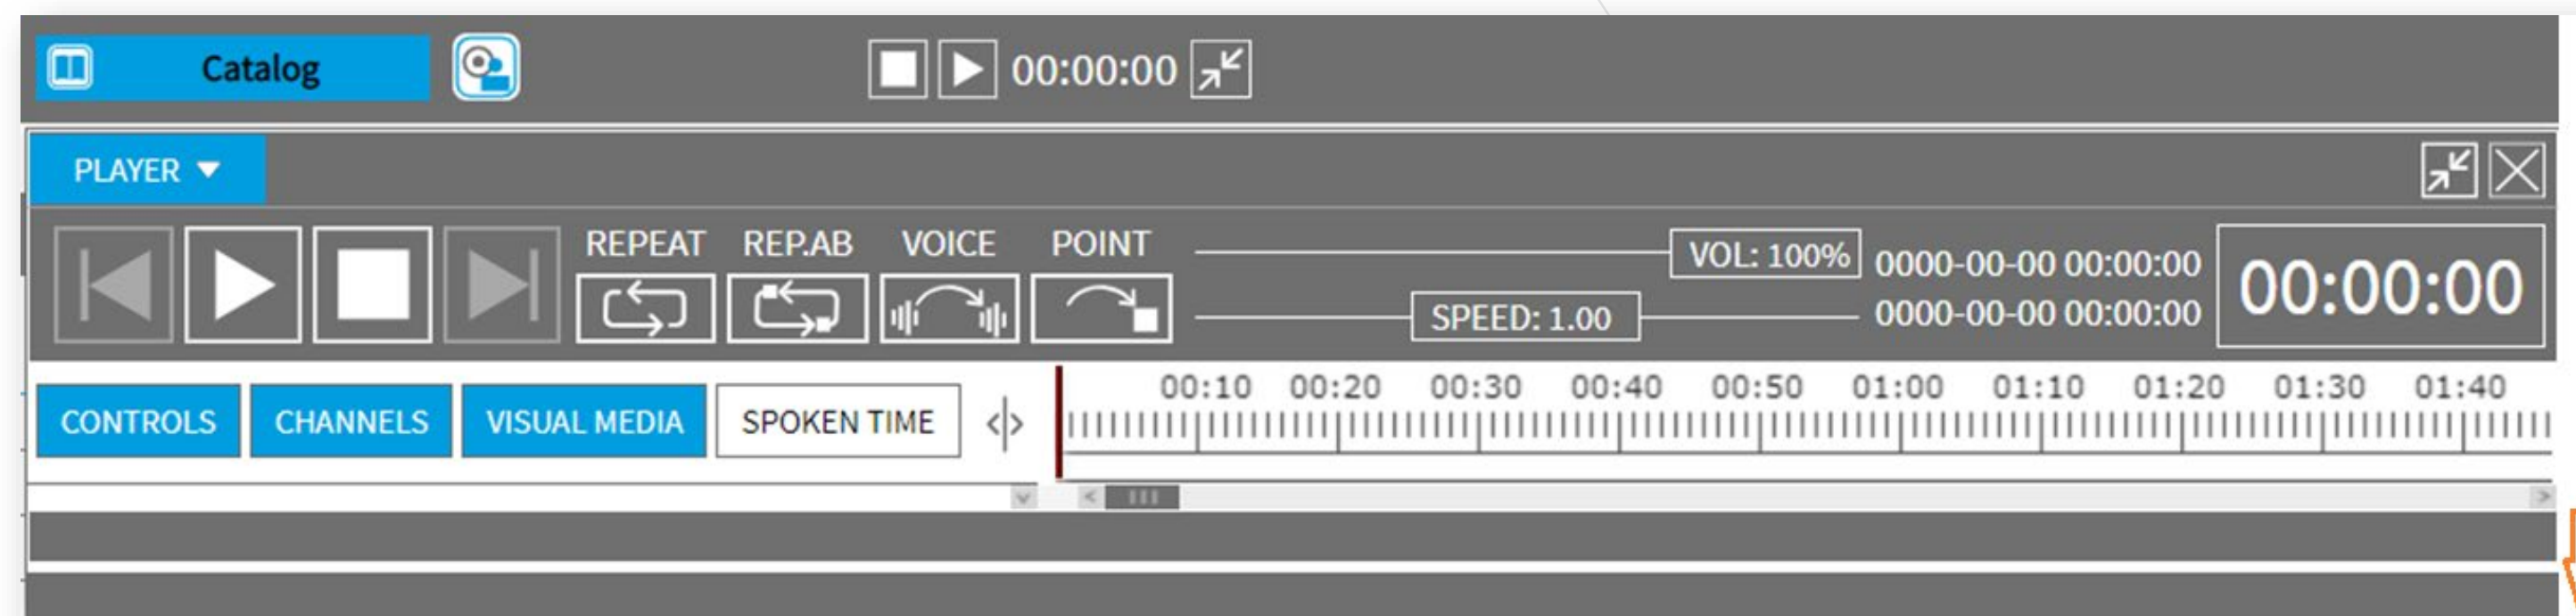 Catalog
00:00:00
PLAYER
REPEAT REP.AB VOICE POINT
VOL: 100%
0000-00-00 00:00:00
00:00:00
SPEED: 1.00
0000-00-00 00:00:00
CONTROLS CHANNELS VISUAL MEDIA SPOKEN TIME
00:10 00:20 00:30 00:40 00:50 01:00 01:10 01:20 01:30 01:40